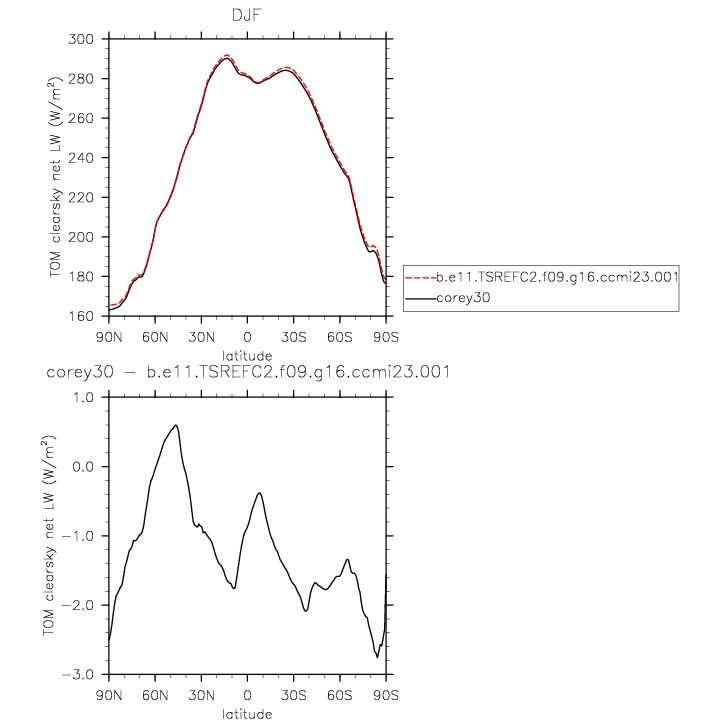 DJF
TOM clearsky net LW (W/m²)
300
280
260
240
220
200
180
160
90N 60N 30N 0 30S 60S 90S
latitude
b.e11.TSREFC2.f09.g16.ccmi23.001
corey30
corey30 - b.e11.TSREFC2.f09.g16.ccmi23.001
TOM clearsky net LW (W/m²)
1.0
0.0
-1.0
-2.0
-3.0
90N 60N 30N 0 30S 60S 90S
latitude